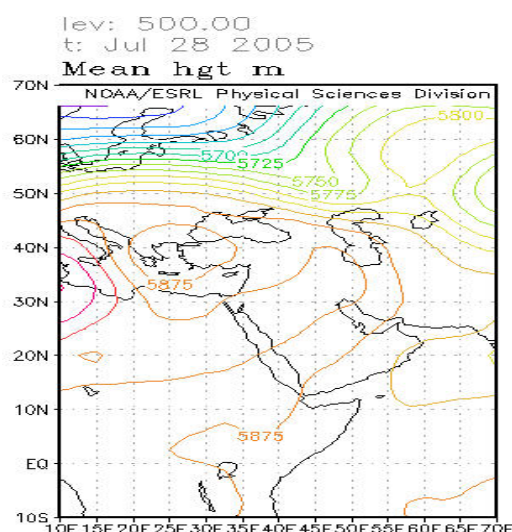 lev: 500.00
t: Jul 28 2005
Mean hgt m
NOAA/ESRL Physical Sciences Division
70N
60N
50N
40N
30N
20N
10N
EQ
10S
5800
5700
5725
5750
5775
5875
5875
10E 15E 20E 25E 30E 35E 40E 45E 50E 55E 60E 65E 70E